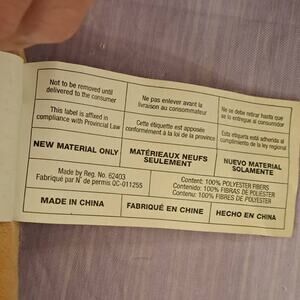 Not to be removed until
delivered to the consumer
Ne pas enlever avant la
livraison au consommateur
No se debe retirar hasta que
se lo entregue al consumidor
This label is affixed in
compliance with Provincial Law
Cette étiquette est apposée
conformément à la loi de la province
Esta etiqueta está adherida al
cumplimiento de la ley regional
NEW MATERIAL ONLY
MATÉRIAUX NEUFS
SEULEMENT
NUEVO MATERIAL
SOLAMENTE
Made by Reg. No. 62403
Fabriqué par N° de permis QC-011255
Content: 100% POLYESTER FIBERS
Contenido: 100% FIBRAS DE POLIESTER
Contenu: 100% FIBRES DE POLYESTER
MADE IN CHINA
FABRIQUÉ EN CHINE
HECHO EN CHINA